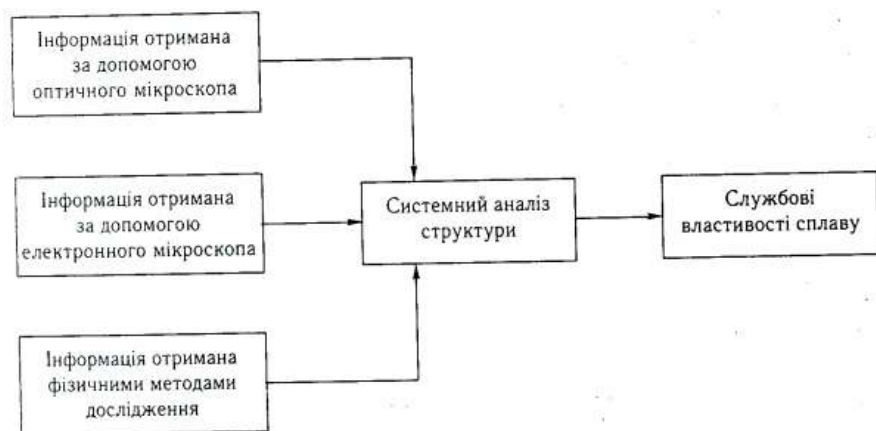 Інформація отримана
за допомогою
оптичного мікроскопа
Інформація отримана
за допомогою
електронного мікроскопа
Системний аналіз
структури
Службові
властивості сплаву
Інформація отримана
фізичними методами
дослідження